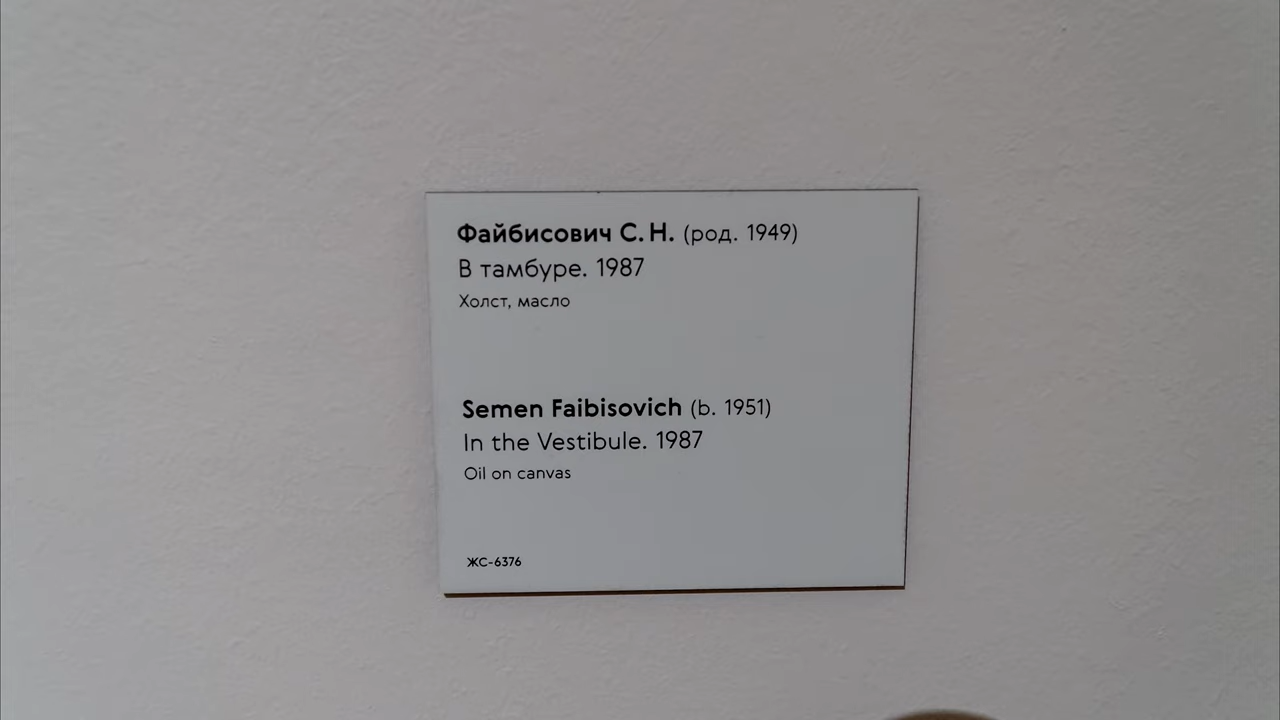 Файбисович С. Н. (род. 1949)
В тамбуре. 1987
Холст, масло
Semen Faibisovich (b. 1951)
In the Vestibule. 1987
Oil on canvas
ЖС-6376